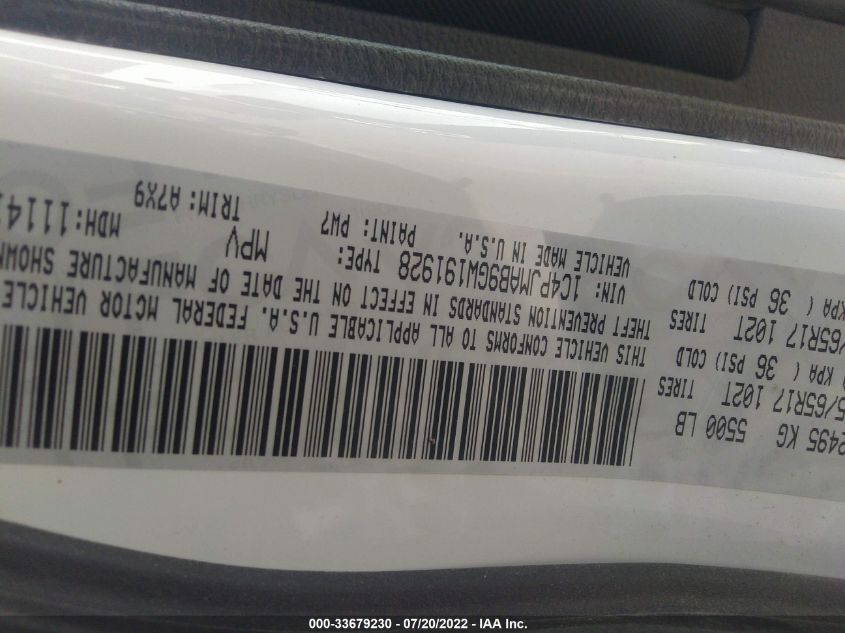 2495 KG 5500 LB
5/65R17 102T TIRES
KPA ( 36 PSI) COLD
/65R17 102T TIRES
KPA ( 36 PSI) COLD
THIS VEHICLE CONFORMS TO ALL APPLICABLE U.S.A. FEDERAL MOTOR VEHICLE
THEFT PREVENTION STANDARDS IN EFFECT ON THE DATE OF MANUFACTURE SHOWN
VIN: 1C4PJMAB9GW191928 TYPE: MPV MDH:11114
VEHICLE MADE IN U.S.A. PAINT: PW7 TRIM: A7X9
000-33679230 - 07/20/2022 - IAA Inc.